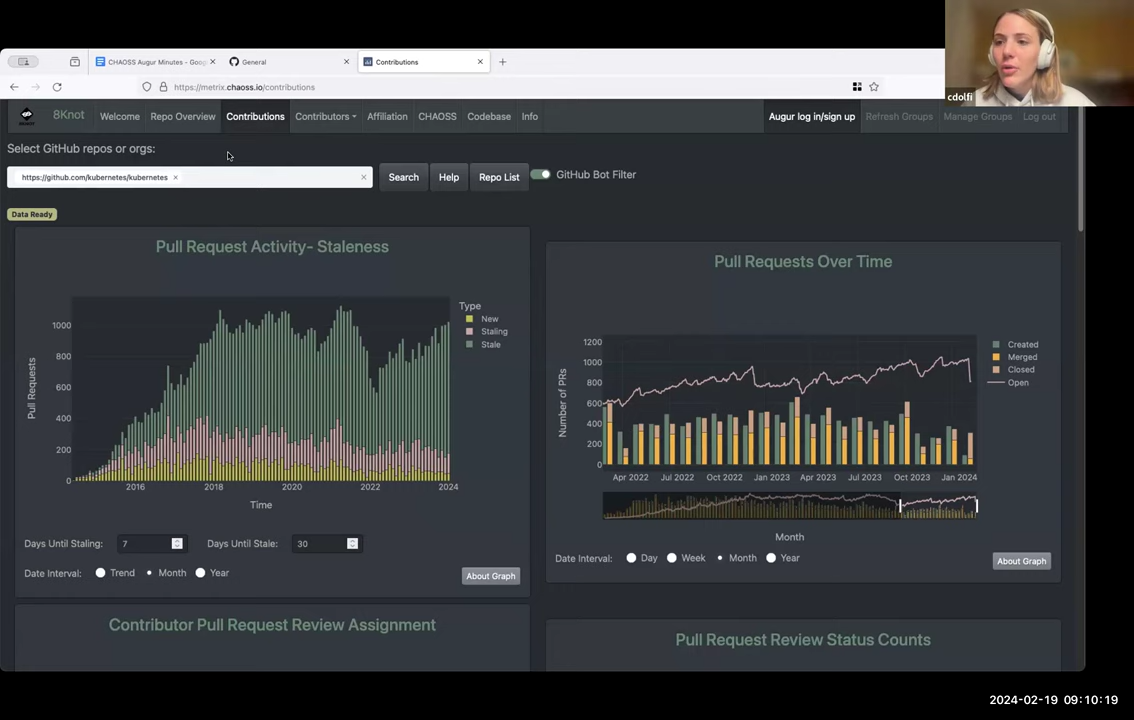 CHAOSS Augur Minutes - Goog
General
Contributions
https://metrix.chaoss.io/contributions
cdolfi
8Knot
Welcome
Repo Overview
Contributions
Contributors
Affiliation
CHAOSS
Codebase
Info
Augur log in/sign up
Refresh Groups
Manage Groups
Log out
Select GitHub repos or orgs:
https://github.com/kubernetes/kubernetes
Search
Help
Repo List
GitHub Bot Filter
Data Ready
Pull Request Activity- Staleness
Type
New
Staling
Stale
1000
800
600
400
200
0
Pull Requests
2016
2018
2020
2022
2024
Time
Days Until Staling:
7
Days Until Stale:
30
Date Interval:
Trend
Month
Year
About Graph
Pull Requests Over Time
1200
1000
800
600
400
200
0
Number of PRs
Created
Merged
Closed
Open
Apr 2022
Jul 2022
Oct 2022
Jan 2023
Apr 2023
Jul 2023
Oct 2023
Jan 2024
Month
Date Interval:
Day
Week
Month
Year
About Graph
Contributor Pull Request Review Assignment
Pull Request Review Status Counts
2024-02-19 09:10:19